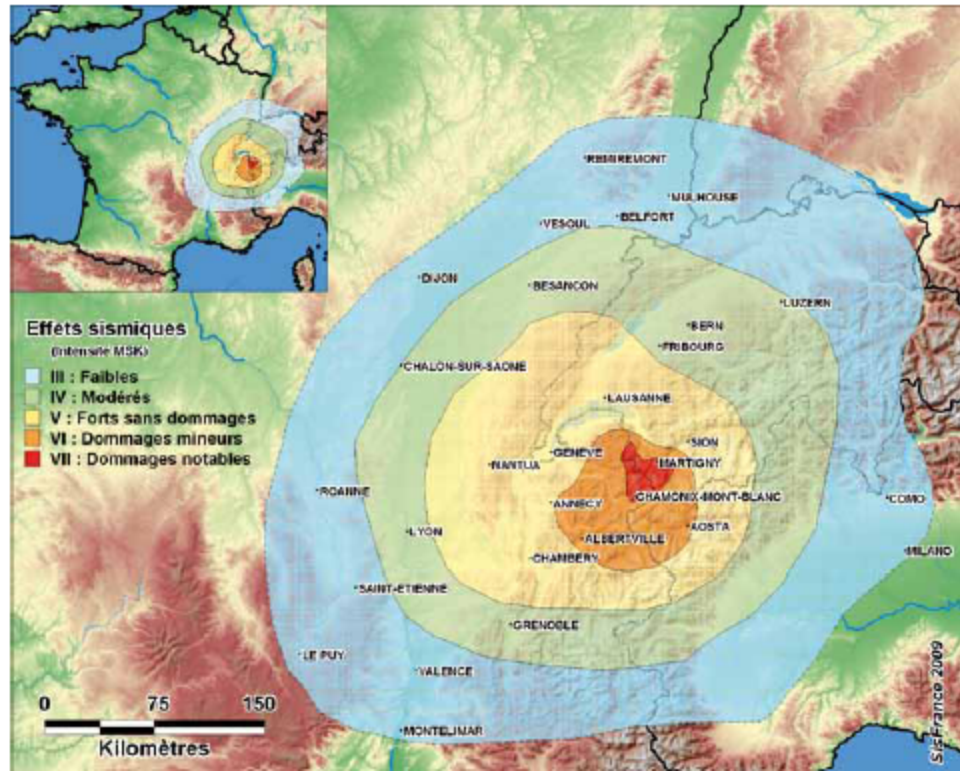 REMIREMONT
MULHOUSE
BELFORT
VESOUL
DIJON
BESANCON
LUZERN
BERN
FRIBOURG
Effets sismiques
(Intensite MSK)
III : Faibles
IV : Modérés
V : Forts sans dommages
VI : Dommages mineurs
VII : Dommages notables
CHALON-SUR-SAONE
LAUSANNE
SION
GENEVE
MARTIGNY
NANTUA
ROANNE
CHAMONIX-MONT-BLANC
COMO
ANNECY
AOSTA
LYON
ALBERTVILLE
MILANO
CHAMBERY
SAINT-ETIENNE
GRENOBLE
LE PUY
VALENCE
MONTELIMAR
0 75 150
Kilomètres
SisFrance 2009